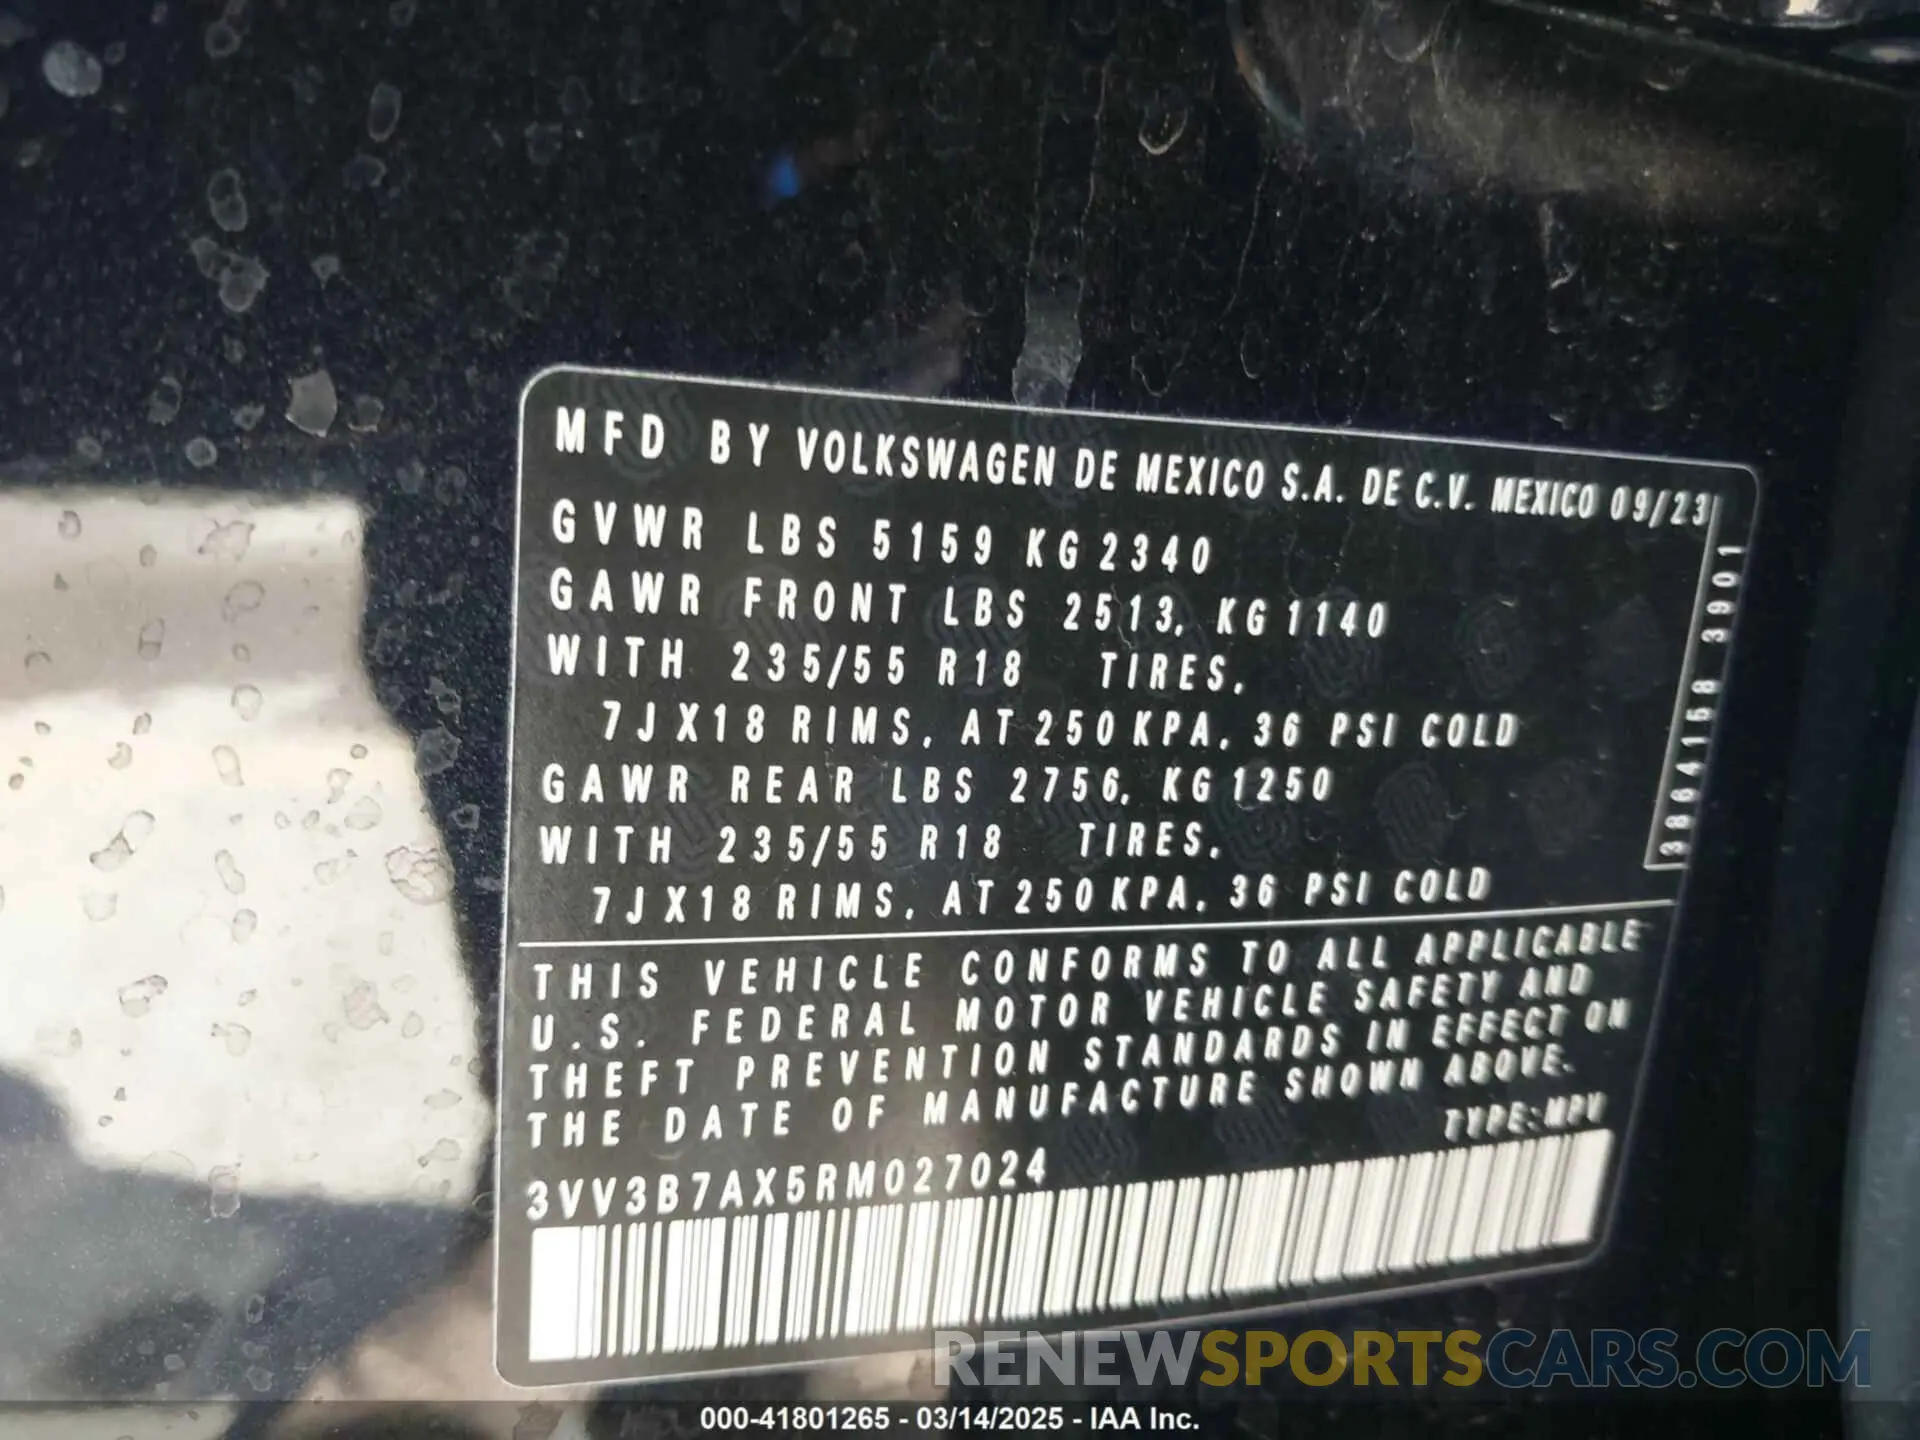 MFD BY VOLKSWAGEN DE MEXICO S.A. DE C.V. MEXICO 09/23
GVWR LBS 5159 KG 2340
GAWR FRONT LBS 2513, KG 1140
WITH 235/55 R18 TIRES,
7JX18 RIMS, AT 250 KPA, 36 PSI COLD
GAWR REAR LBS 2756, KG 1250
WITH 235/55 R18 TIRES,
7JX18 RIMS, AT 250 KPA, 36 PSI COLD
3864158 3901
THIS VEHICLE CONFORMS TO ALL APPLICABLE
U.S. FEDERAL MOTOR VEHICLE SAFETY AND
THEFT PREVENTION STANDARDS IN EFFECT ON
THE DATE OF MANUFACTURE SHOWN ABOVE.
TYPE:MPV
3VV3B7AX5RM027024
RENEWSPORTSCARS.COM
000-41801265 - 03/14/2025 - IAA Inc.